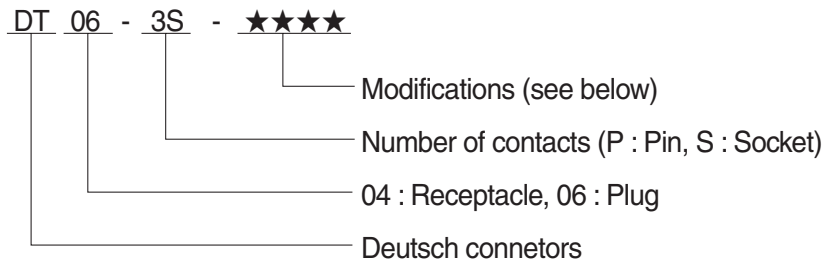 DT 06 - 3S - ★★★★
Modifications (see below)
Number of contacts (P : Pin, S : Socket)
04 : Receptacle, 06 : Plug
Deutsch connetors